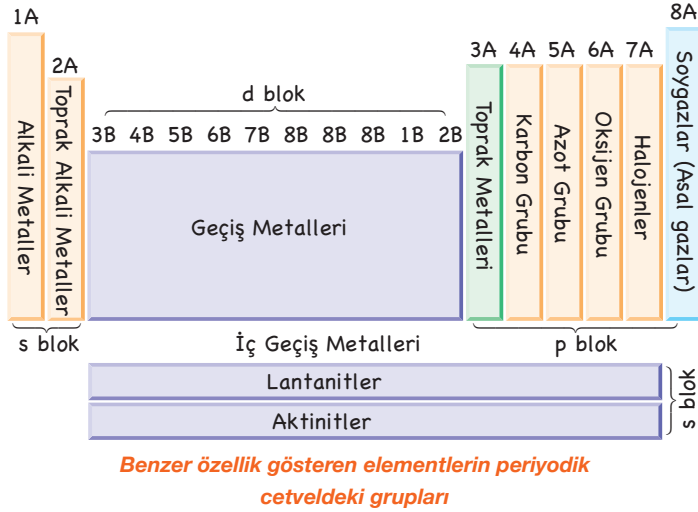 1A
2A
3B 4B 5B 6B 7B 8B 8B 8B 1B 2B
3A 4A 5A 6A 7A
8A
d blok
Alkali Metaller
Toprak Alkali Metaller
Geçiş Metalleri
Toprak Metalleri
Karbon Grubu
Azot Grubu
Oksijen Grubu
Halojenler
Soygazlar (Asal gazlar)
s blok
İç Geçiş Metalleri
p blok
Lantanitler
Aktinitler
s blok
Benzer özellik gösteren elementlerin periyodik
cetveldeki grupları